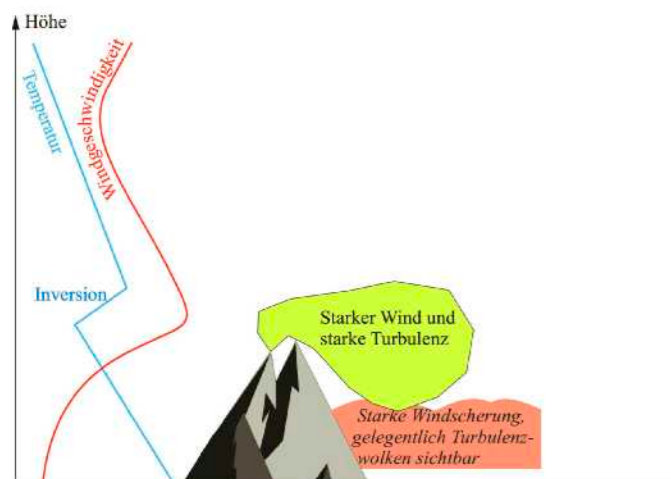 Höhe
Temperatur
Windgeschwindigkeit
Inversion
Starker Wind und
starke Turbulenz
Starke Windscherung,
gelegentlich Turbulenz-
wolken sichtbar